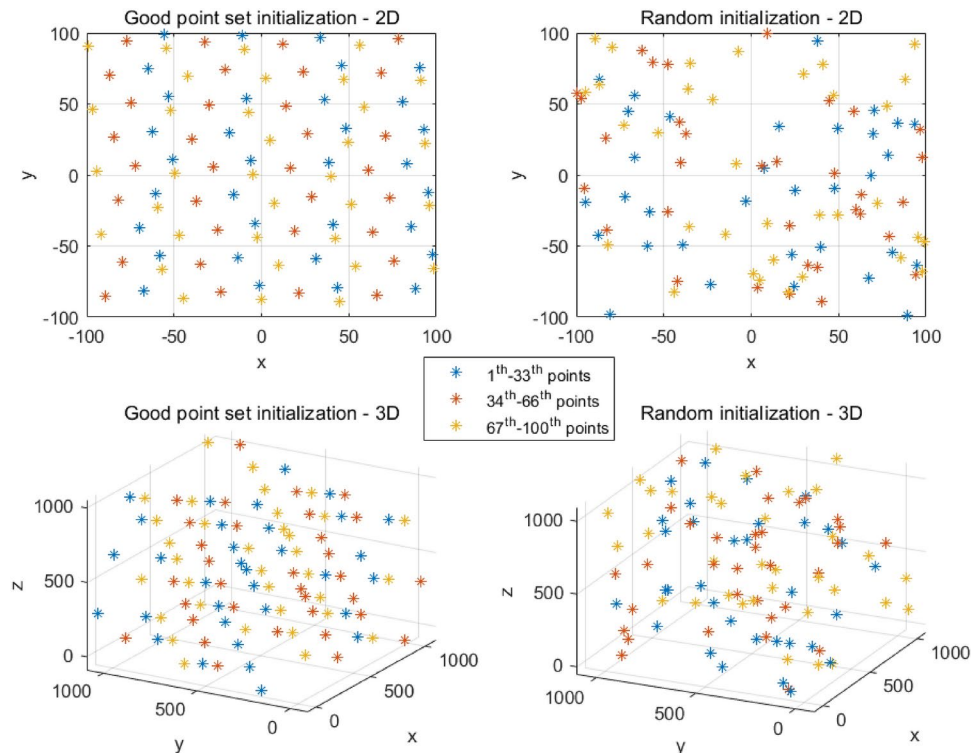 Good point set initialization - 2D
Random initialization - 2D
100
50
0
-50
-100
y
-100
-50
0
50
100
x
100
50
0
-50
-100
y
-100
-50
0
50
100
x
1th-33th points
34th-66th points
67th-100th points
Good point set initialization - 3D
Random initialization - 3D
1000
500
0
z
1000
500
0
y
0
500
1000
x
1000
500
0
z
1000
500
0
y
0
500
1000
x